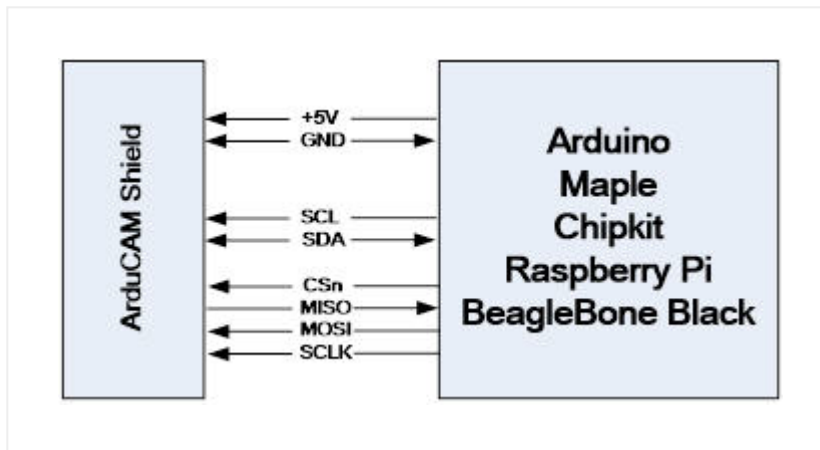 ArduCAM Shield
+5V
GND
SCL
SDA
CSn
MISO
MOSI
SCLK
Arduino
Maple
Chipkit
Raspberry Pi
BeagleBone Black